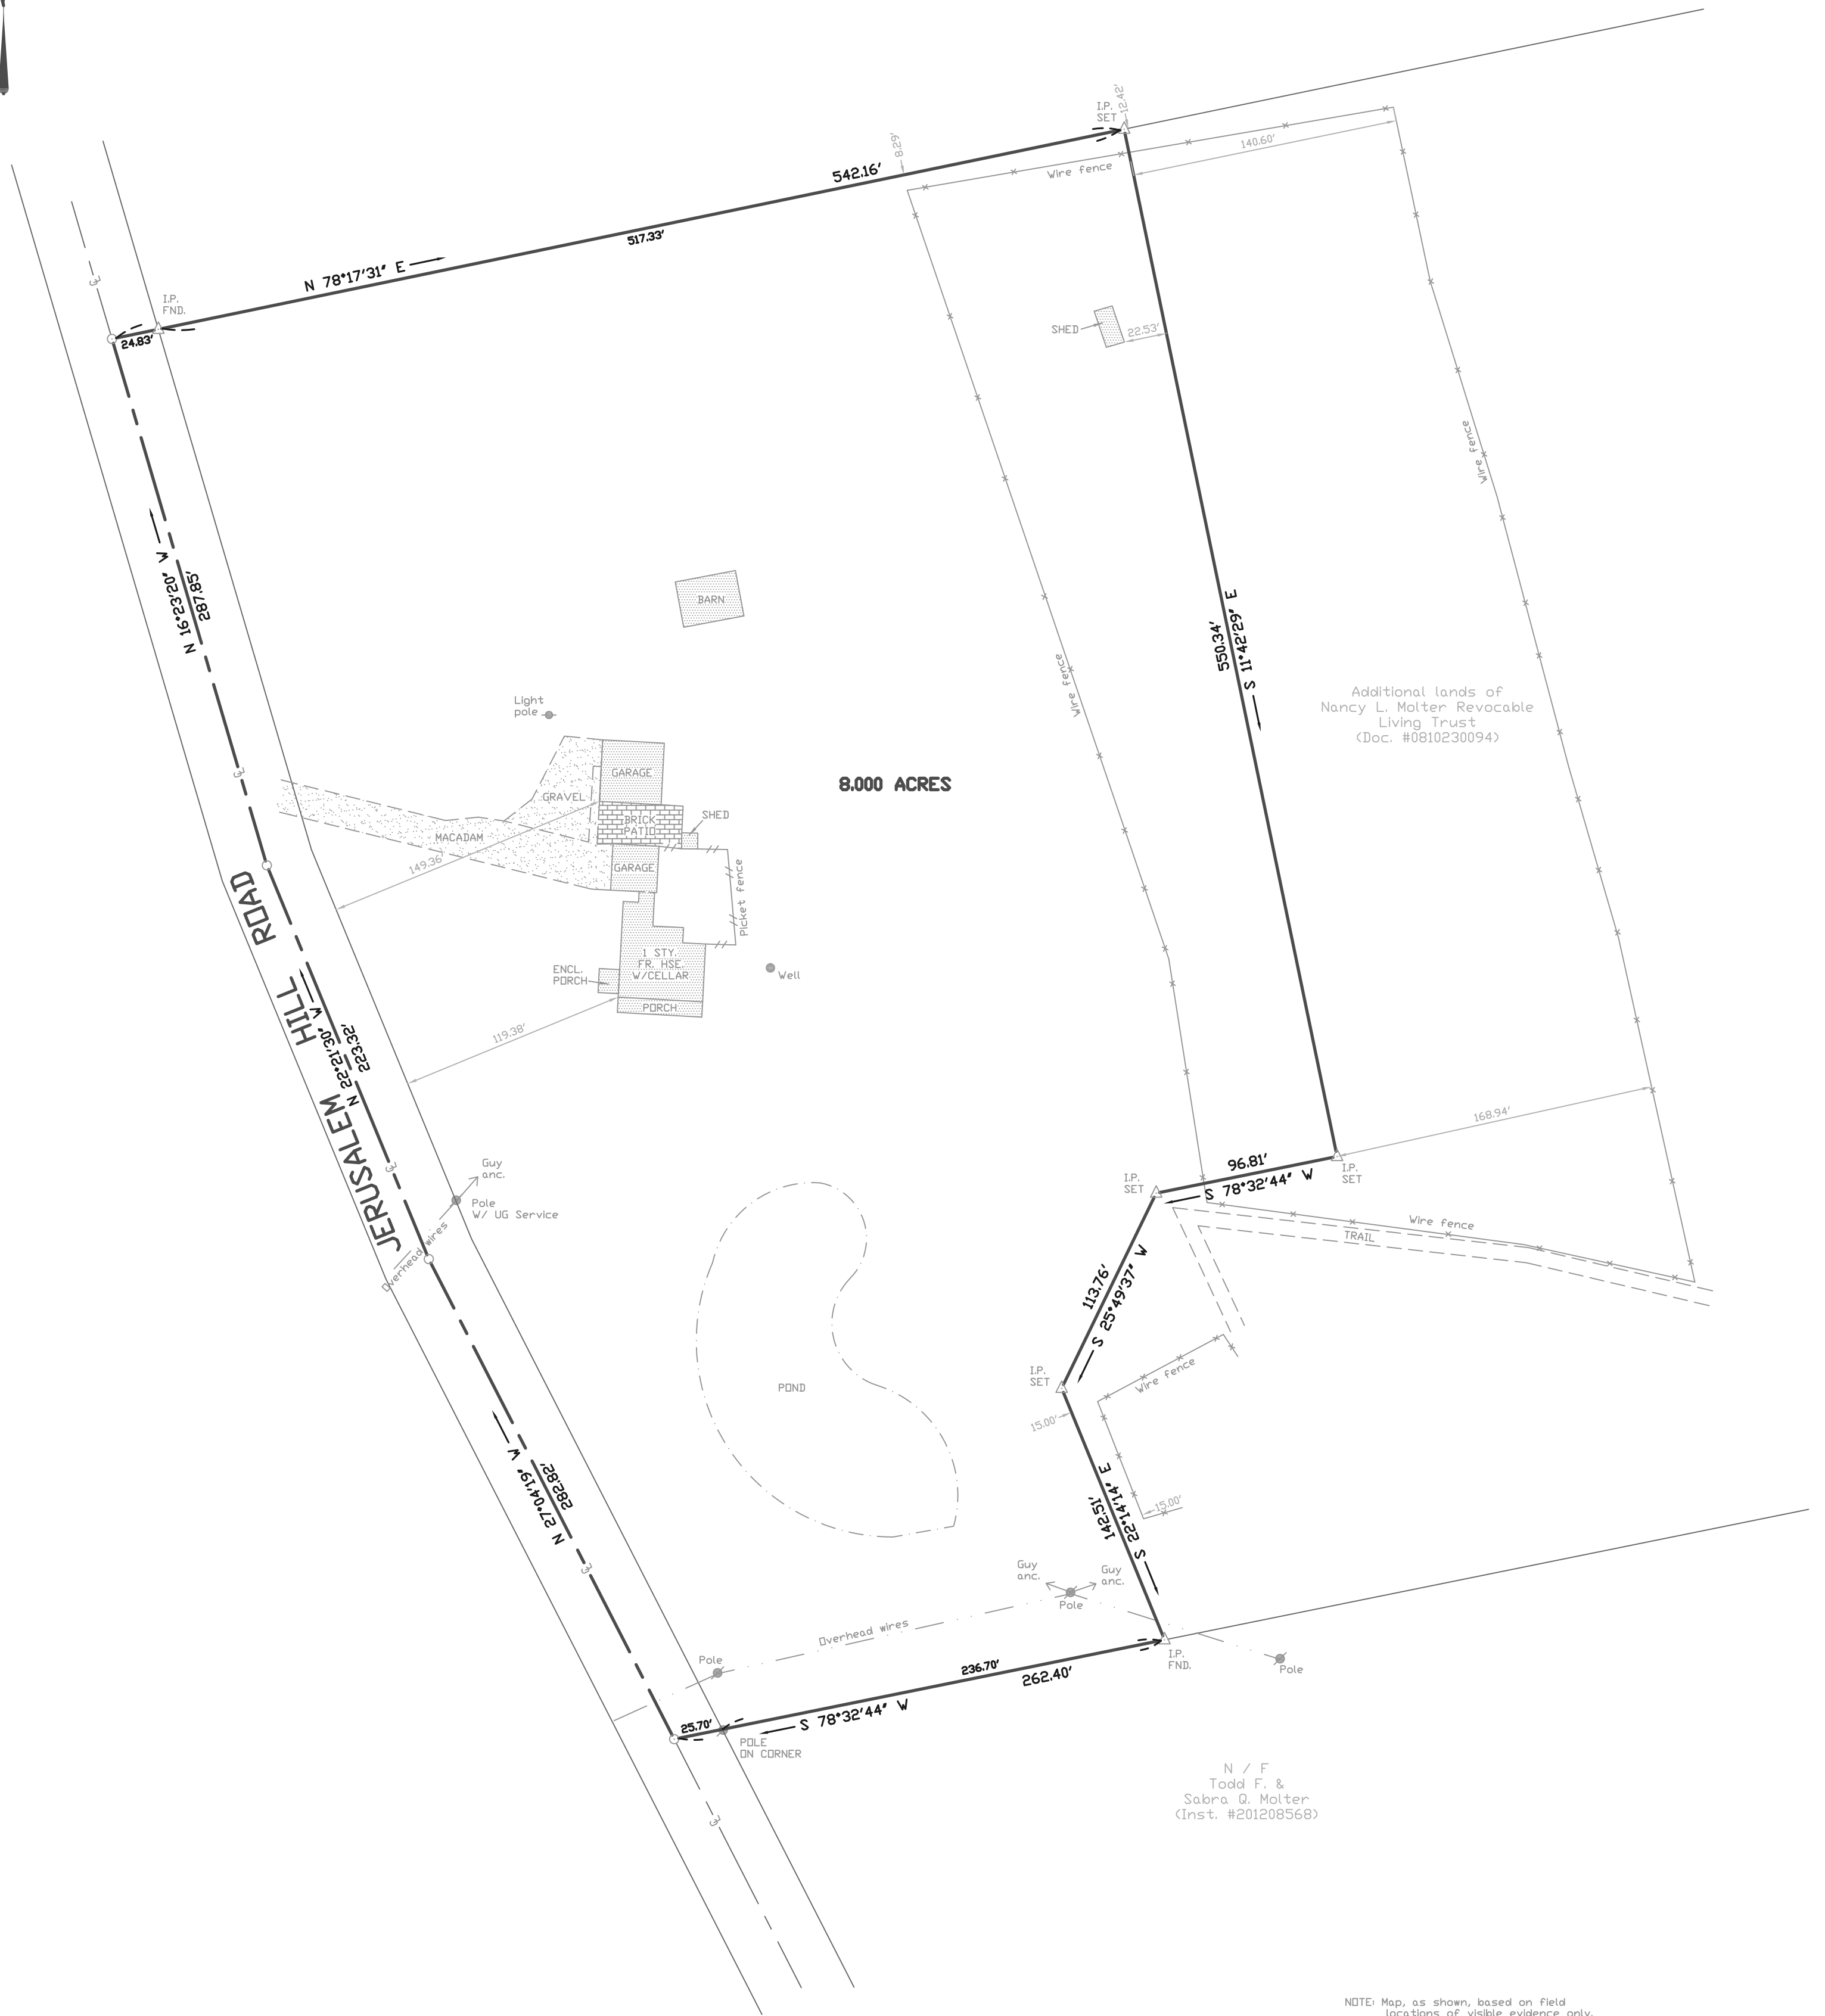 12.42'
I.P.
SET
8.29'
140.60'
542.16'
Wire fence
517.33'
N 78°17'31" E
I.P.
FND.
24.83'
SHED
22.53'
Wire fence
N 16°23'20" W
287.85'
BARN
550.34'
S 11°42'29" E
Wire fence
Additional lands of
Nancy L. Molter Revocable
Living Trust
(Doc. #0810230094)
Light
pole
8.000 ACRES
GARAGE
GRAVEL
BRICK
PATIO
SHED
MACADAM
149.36'
GARAGE
Picket fence
1 STY.
FR. HSE.
W/CELLAR
ENCL.
PORCH
Well
PORCH
119.38'
JERUSALEM HILL ROAD
N 22°21'30" W
223.32'
168.94'
96.81'
S 78°32'44" W
I.P.
SET
I.P.
SET
Guy
anc.
Pole
W/ UG Service
Overhead wires
Wire fence
TRAIL
113.76'
S 25°49'37" W
I.P.
SET
Wire fence
POND
15.00'
N 27°04'19" W
282.82'
142.51'
S 22°14'14" E
15.00'
Guy
anc.
Guy
anc.
Pole
Overhead wires
Pole
I.P.
FND.
Pole
236.70'
262.40'
25.70'
S 78°32'44" W
POLE
ON CORNER
N / F
Todd F. &
Sabra Q. Molter
(Inst. #201208568)
NOTE: Map, as shown, based on field
locations of visible evidence only.